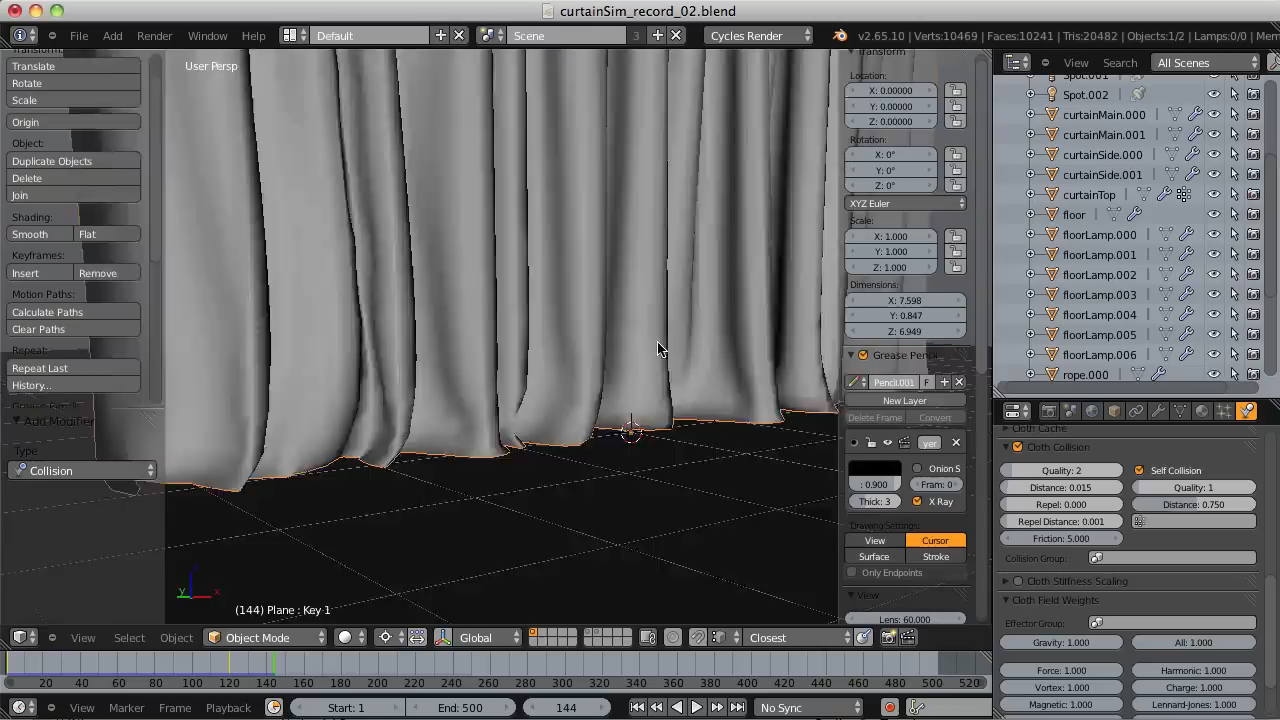 curtainSim_record_02.blend
File Add Render Window Help Default Scene 3 Cycles Render v2.65.10 | Verts:10469 | Faces:10241 | Tris:20482 | Objects:1/2 | Lamps:0/0 | Mem
Translate
Rotate
Scale
Origin
Object:
Duplicate Objects
Delete
Join
Shading:
Smooth Flat
Keyframes:
Insert Remove
Motion Paths:
Calculate Paths
Clear Paths
Repeat:
Repeat Last
History...
Add Modifier
Type
Collision
User Persp
(144) Plane : Key 1
Transform
Location:
X: 0.00000
Y: 0.00000
Z: 0.00000
Rotation:
X: 0°
Y: 0°
Z: 0°
XYZ Euler
Scale:
X: 1.000
Y: 1.000
Z: 1.000
Dimensions:
X: 7.598
Y: 0.847
Z: 6.949
Grease Pencil
Pencil.001 F
New Layer
Delete Frame Convert
yer
Onion S
: 0.900 Fram: 0
Thick: 3 X Ray
Drawing Settings:
View Cursor
Surface Stroke
Only Endpoints
View
Lens: 60.000
View Search All Scenes
Spot.001
Spot.002
curtainMain.000
curtainMain.001
curtainSide.000
curtainSide.001
curtainTop
floor
floorLamp.000
floorLamp.001
floorLamp.002
floorLamp.003
floorLamp.004
floorLamp.005
floorLamp.006
rope.000
Cloth Cache
Cloth Collision
Quality: 2 Self Collision
Distance: 0.015 Quality: 1
Repel: 0.000 Distance: 0.750
Repel Distance: 0.001
Friction: 5.000
Collision Group:
Cloth Stiffness Scaling
Cloth Field Weights
Effector Group:
Gravity: 1.000 All: 1.000
Force: 1.000 Harmonic: 1.000
Vortex: 1.000 Charge: 1.000
Magnetic: 1.000 Lennard-Jones: 1.000
View Select Object Object Mode Global Closest
20 40 60 80 100 120 140 160 180 200 220 240 260 280 300 320 340 360 380 400 420 440 460 480 500 520
View Marker Frame Playback Start: 1 End: 500 144 No Sync